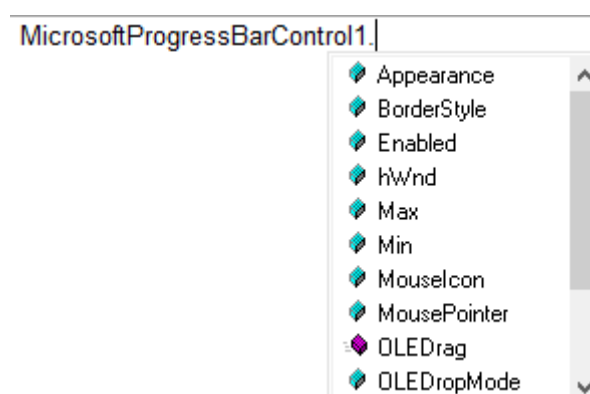 MicrosoftProgressBarControl1.
Appearance
BorderStyle
Enabled
hWnd
Max
Min
MouseIcon
MousePointer
OLEDrag
OLEDropMode